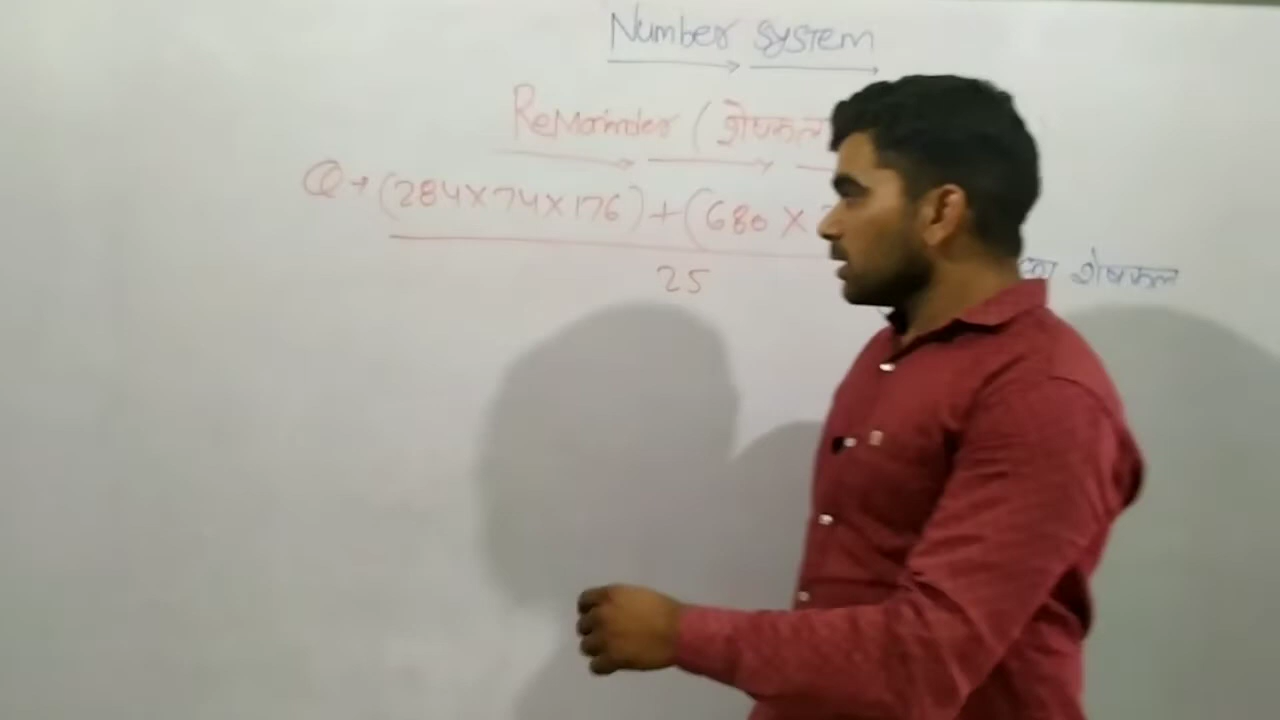 Number System
Remainder (शेषफल
Q→ (284×74×176)+(680×
25
का शेषफल